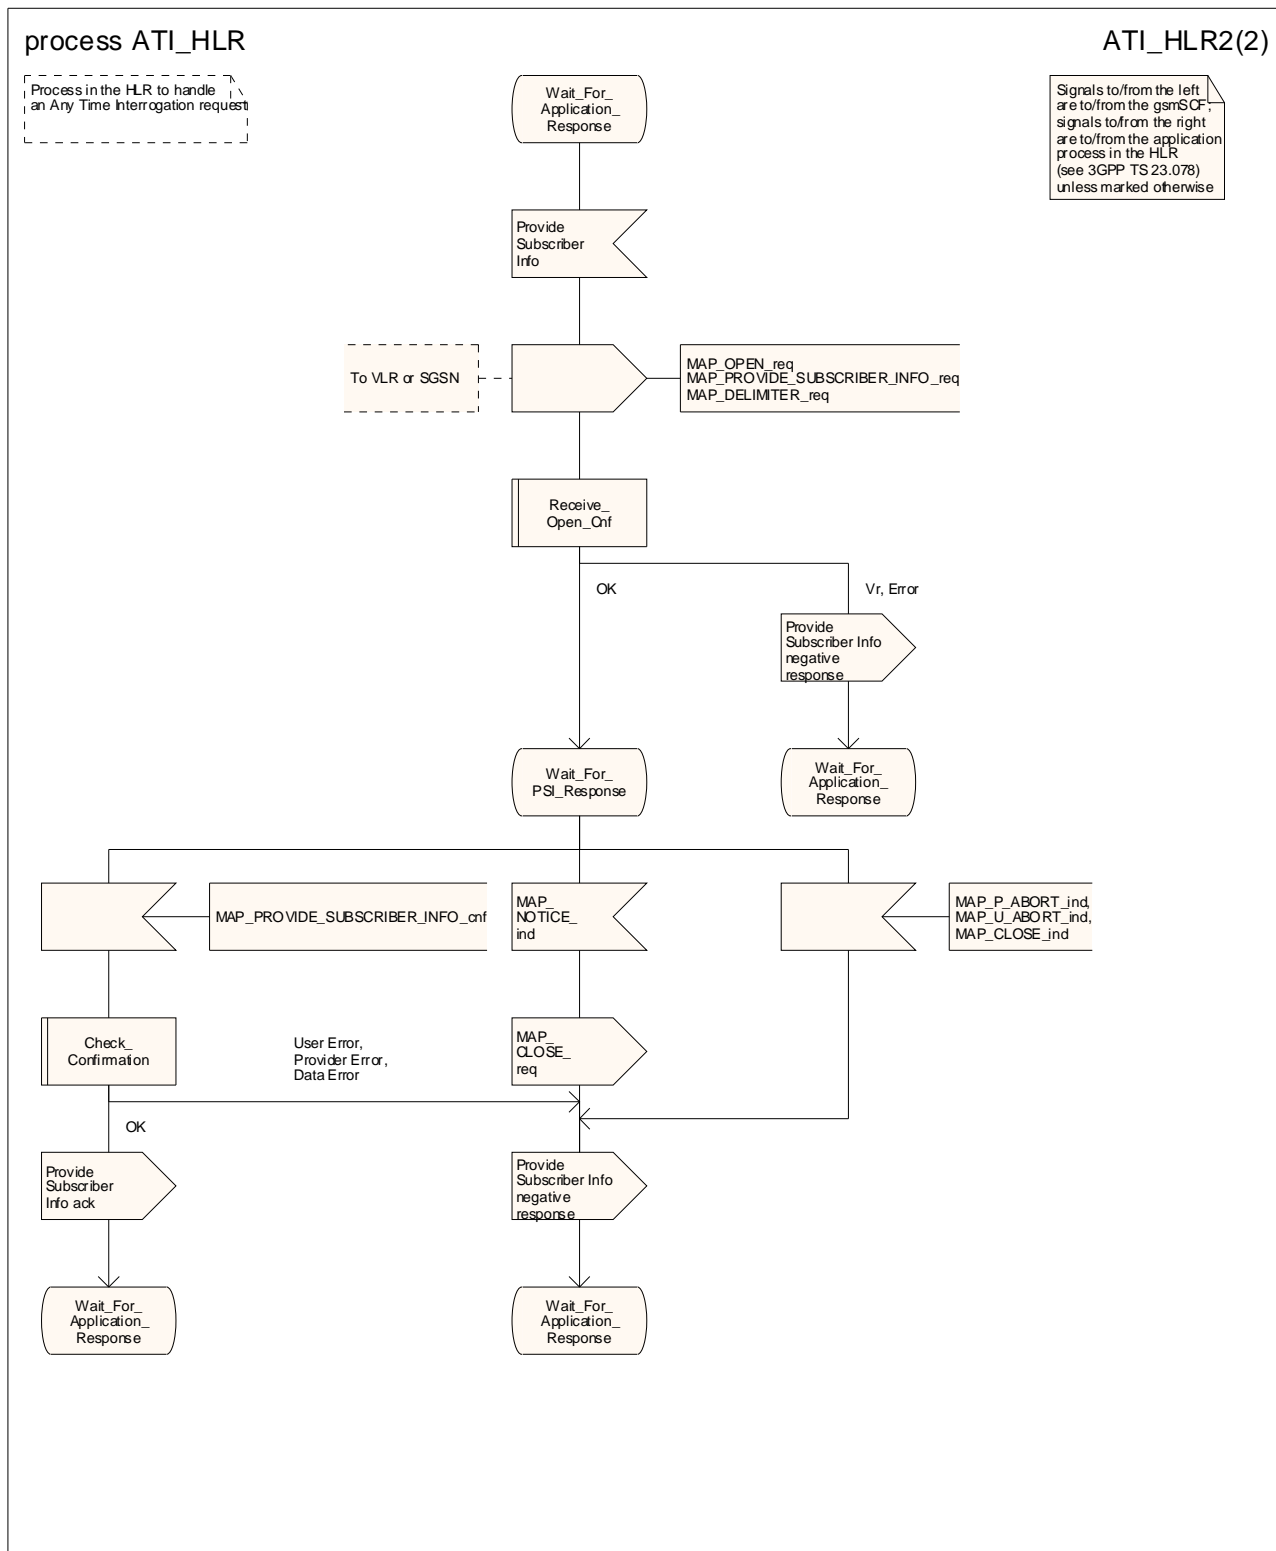 process ATI_HLR
ATI_HLR2(2)
Process in the HLR to handle
an Any Time Interrogation request
Wait_For_
Application_
Response
Signals to/from the left
are to/from the gsmSCF;
signals to/from the right
are to/from the application
process in the HLR
(see 3GPP TS 23.078)
unless marked otherwise
Provide
Subscriber
Info
To VLR or SGSN
MAP_OPEN_req
MAP_PROVIDE_SUBSCRIBER_INFO_req
MAP_DELIMITER_req
Receive_
Open_Cnf
OK
Vr, Error
Provide
Subscriber Info
negative
response
Wait_For_
PSI_Response
Wait_For_
Application_
Response
MAP_PROVIDE_SUBSCRIBER_INFO_cnf
MAP_
NOTICE_
ind
MAP_P_ABORT_ind,
MAP_U_ABORT_ind,
MAP_CLOSE_ind
Check_
Confirmation
User Error,
Provider Error,
Data Error
MAP_
CLOSE_
req
OK
Provide
Subscriber
Info ack
Provide
Subscriber Info
negative
response
Wait_For_
Application_
Response
Wait_For_
Application_
Response